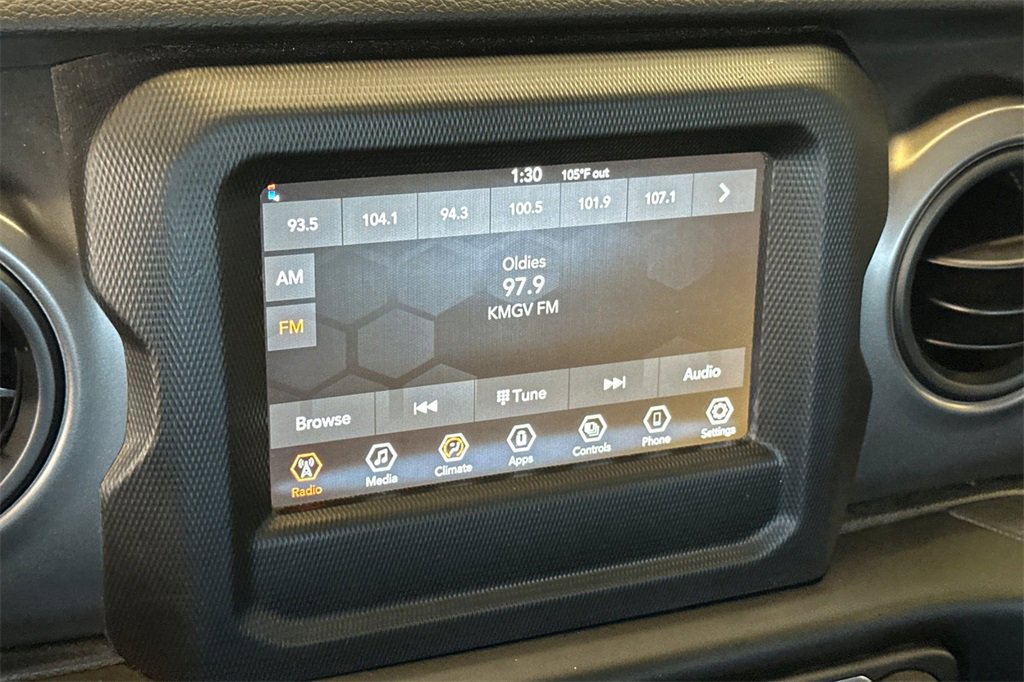 1:30 105°F out
93.5 104.1 94.3 100.5 101.9 107.1
AM
FM
Oldies
97.9
KMGV FM
Browse Tune Audio
Radio Media Climate Apps Controls Phone Settings